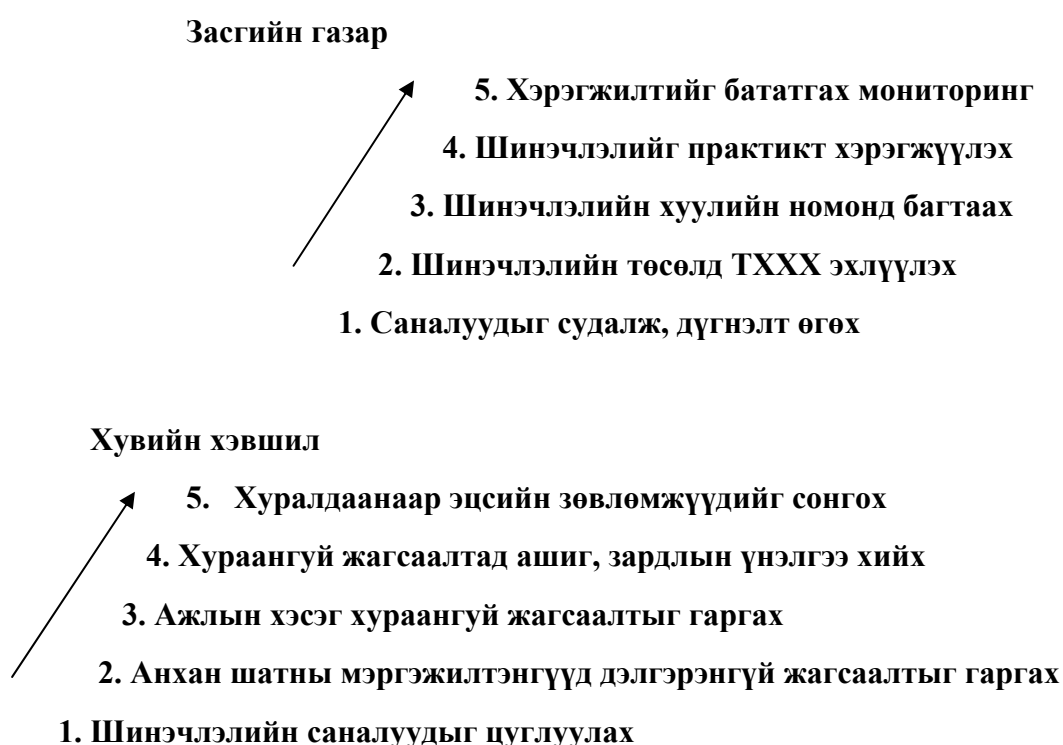 Засгийн газар
5. Хэрэгжилтийг бататгах мониторинг
4. Шинэчлэлийг практикт хэрэгжүүлэх
3. Шинэчлэлийн хуулийн номонд багтаах
2. Шинэчлэлийн төсөлд ТХХХ эхлүүлэх
1. Саналуудыг судалж, дүгнэлт өгөх
Хувийн хэвшил
5. Хуралдаанаар эцсийн зөвлөмжүүдийг сонгох
4. Хураангуй жагсаалтад ашиг, зардлын үнэлгээ хийх
3. Ажлын хэсэг хураангуй жагсаалтыг гаргах
2. Анхан шатны мэргэжилтэнгүүд дэлгэрэнгүй жагсаалтыг гаргах
1. Шинэчлэлийн саналуудыг цуглуулах